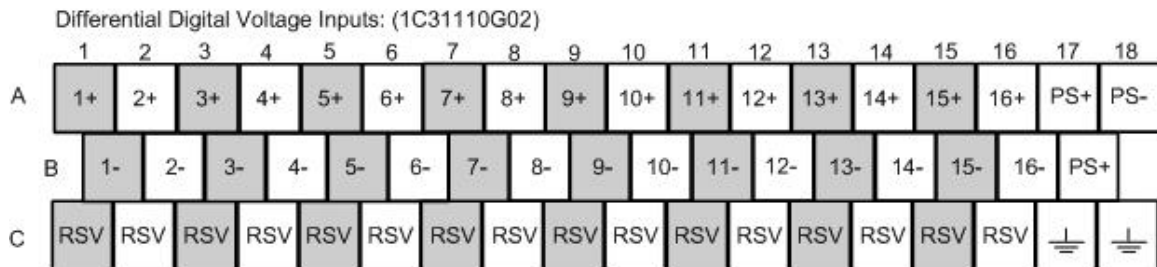 Differential Digital Voltage Inputs: (1C31110G02)
1 2 3 4 5 6 7 8 9 10 11 12 13 14 15 16 17 18
A 1+ 2+ 3+ 4+ 5+ 6+ 7+ 8+ 9+ 10+ 11+ 12+ 13+ 14+ 15+ 16+ PS+ PS-
B 1- 2- 3- 4- 5- 6- 7- 8- 9- 10- 11- 12- 13- 14- 15- 16- PS+
C RSV RSV RSV RSV RSV RSV RSV RSV RSV RSV RSV RSV RSV RSV RSV RSV